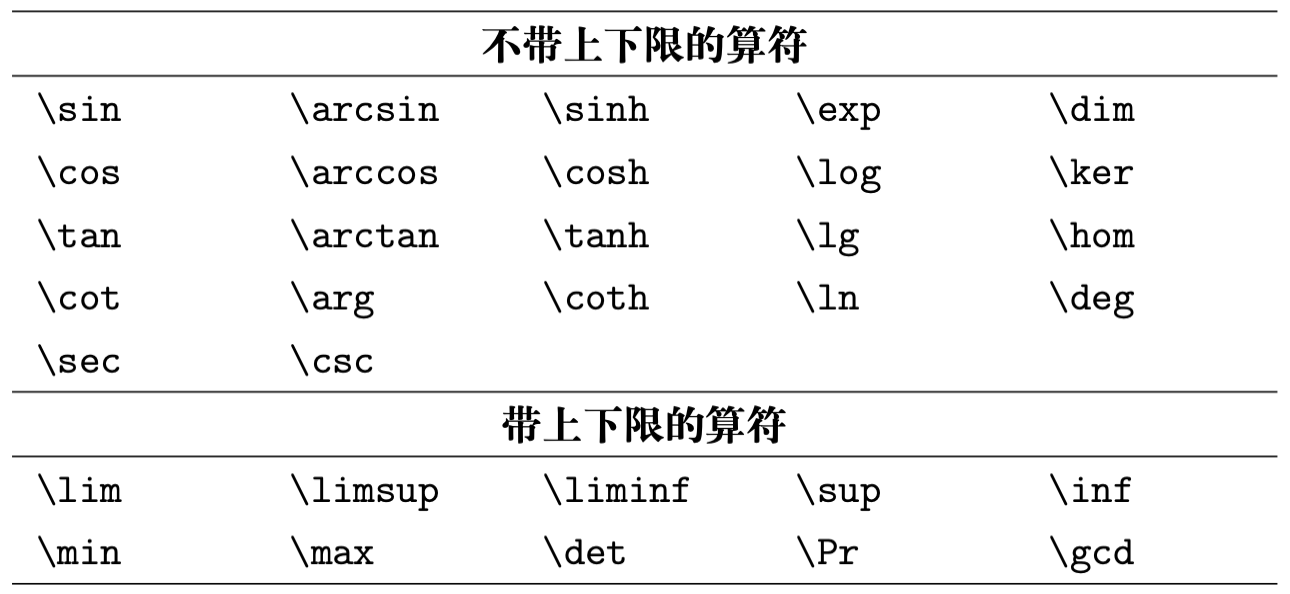 不带上下限的算符
\sin \arcsin \sinh \exp \dim
\cos \arccos \cosh \log \ker
\tan \arctan \tanh \lg \hom
\cot \arg \coth \ln \deg
\sec \csc
带上下限的算符
\lim \limsup \liminf \sup \inf
\min \max \det \Pr \gcd